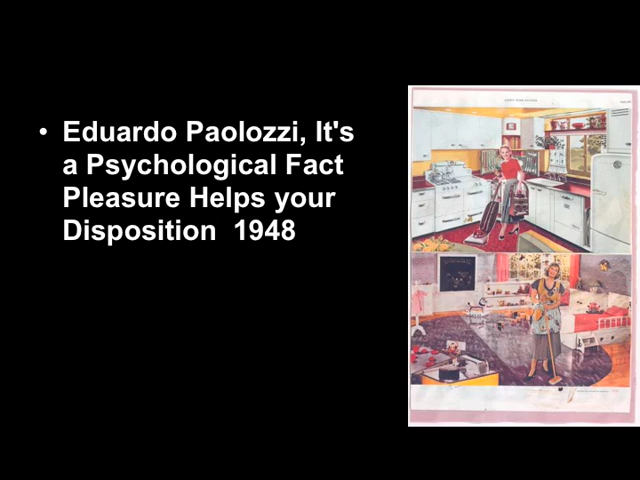 • Eduardo Paolozzi, It's
a Psychological Fact
Pleasure Helps your
Disposition  1948